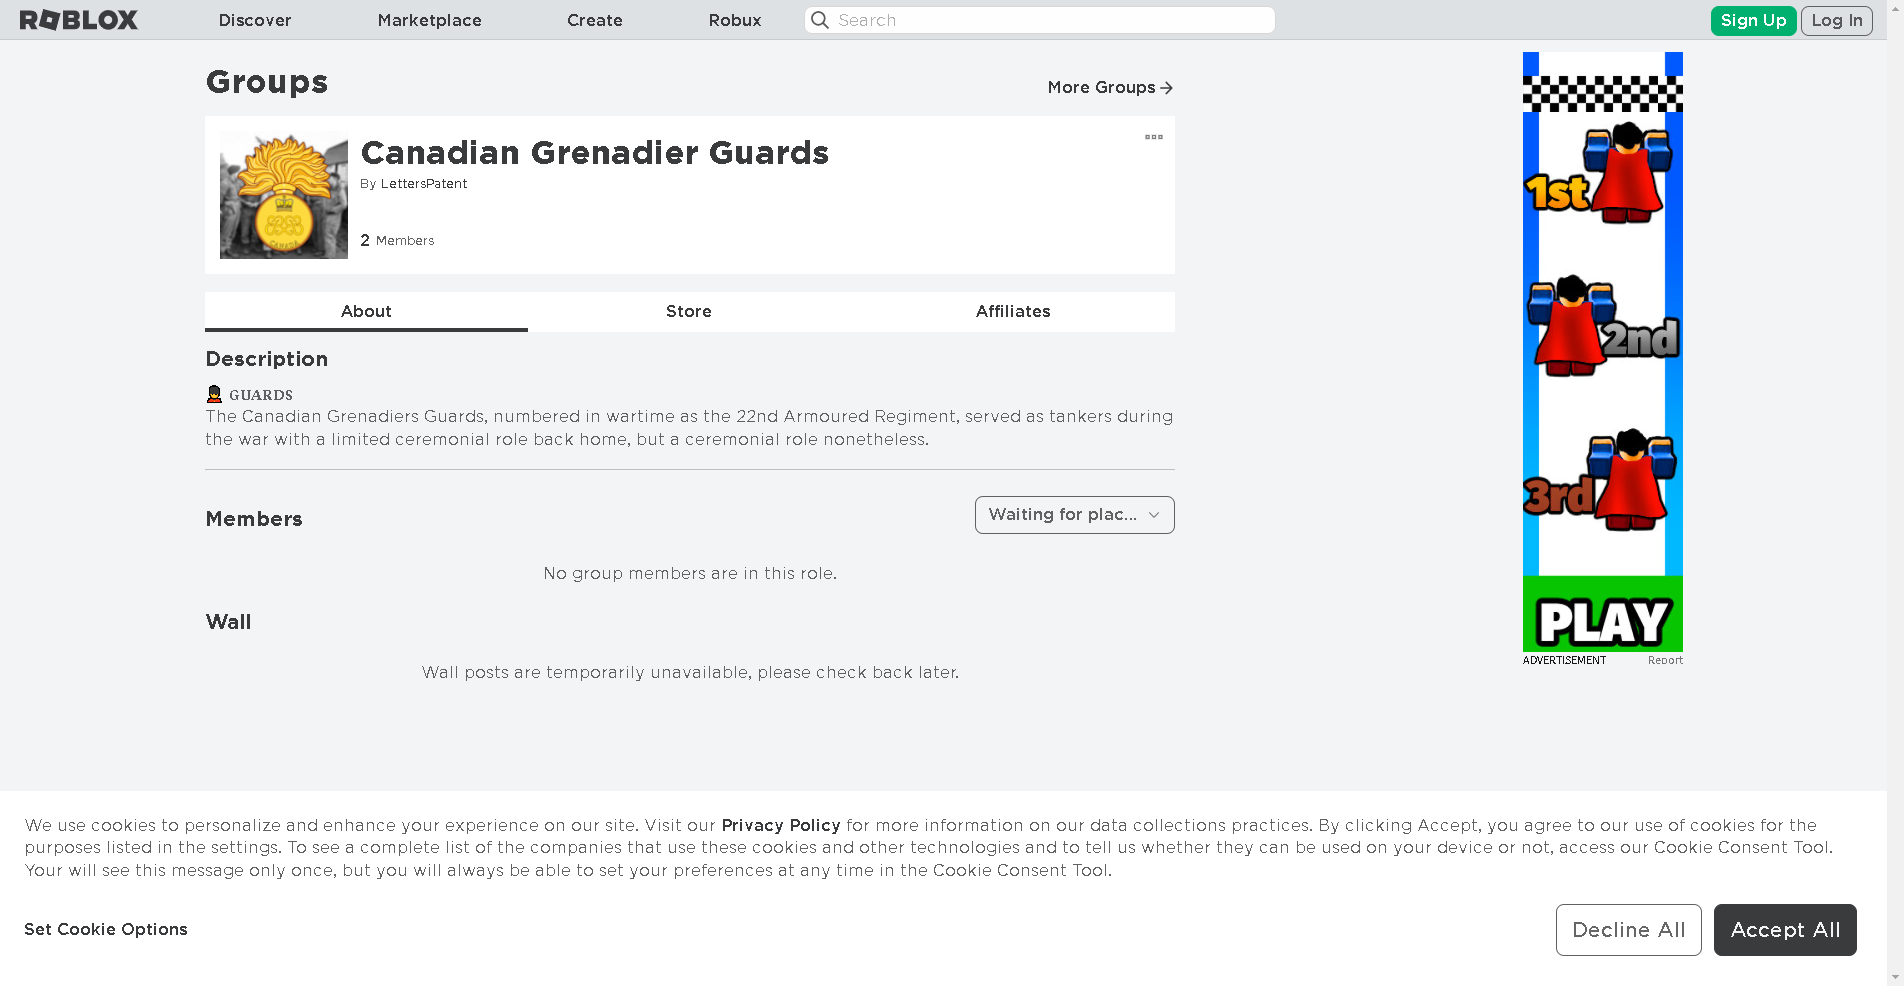 ROBLOX Discover Marketplace Create Robux Search Sign Up Log In
Groups
More Groups
Canadian Grenadier Guards
By LettersPatent
2 Members
CANADA
About Store Affiliates
Description
GUARDS
The Canadian Grenadiers Guards, numbered in wartime as the 22nd Armoured Regiment, served as tankers during
the war with a limited ceremonial role back home, but a ceremonial role nonetheless.
Members
Waiting for plac...
No group members are in this role.
Wall
Wall posts are temporarily unavailable, please check back later.
1st
2nd
3rd
PLAY
ADVERTISEMENT Report
We use cookies to personalize and enhance your experience on our site. Visit our Privacy Policy for more information on our data collections practices. By clicking Accept, you agree to our use of cookies for the
purposes listed in the settings. To see a complete list of the companies that use these cookies and other technologies and to tell us whether they can be used on your device or not, access our Cookie Consent Tool.
Your will see this message only once, but you will always be able to set your preferences at any time in the Cookie Consent Tool.
Set Cookie Options
Decline All Accept All